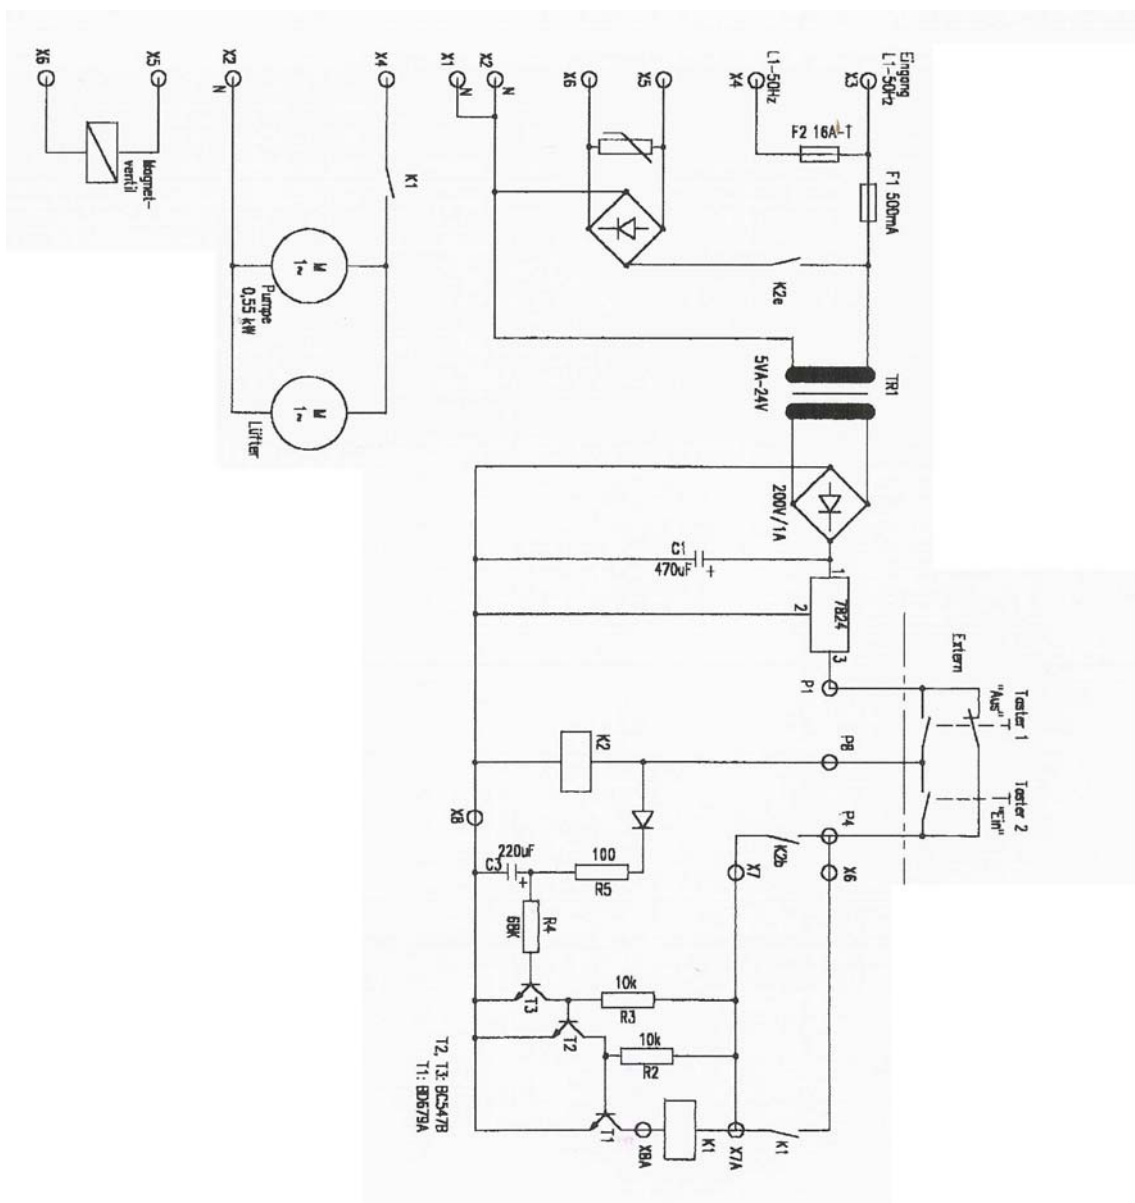 X6
X5
Magnet-
ventil
X2
N
X4
K1
M
1~
Pumpe
0,55 kW
M
1~
Lüfter
X1
N
X2
N
X6
X5
L1-50Hz
X4
Eingang
L1-50Hz
X3
F2 16A-T
F1 500mA
K2e
TR1
5VA-24V
200V/1A
C1
470uF
+
1
7824
2
3
Extern
P1
Taster 1
"Aus"
P8
K2
Taster 2
"Ein"
P4
X8
K2b
X7
X6
220uF
C3
+
100
R5
R4
68K
T3
10k
R3
T2
10k
R2
T1
X8A
K1
X7A
K1
T2, T3: BC547B
T1: BD679A